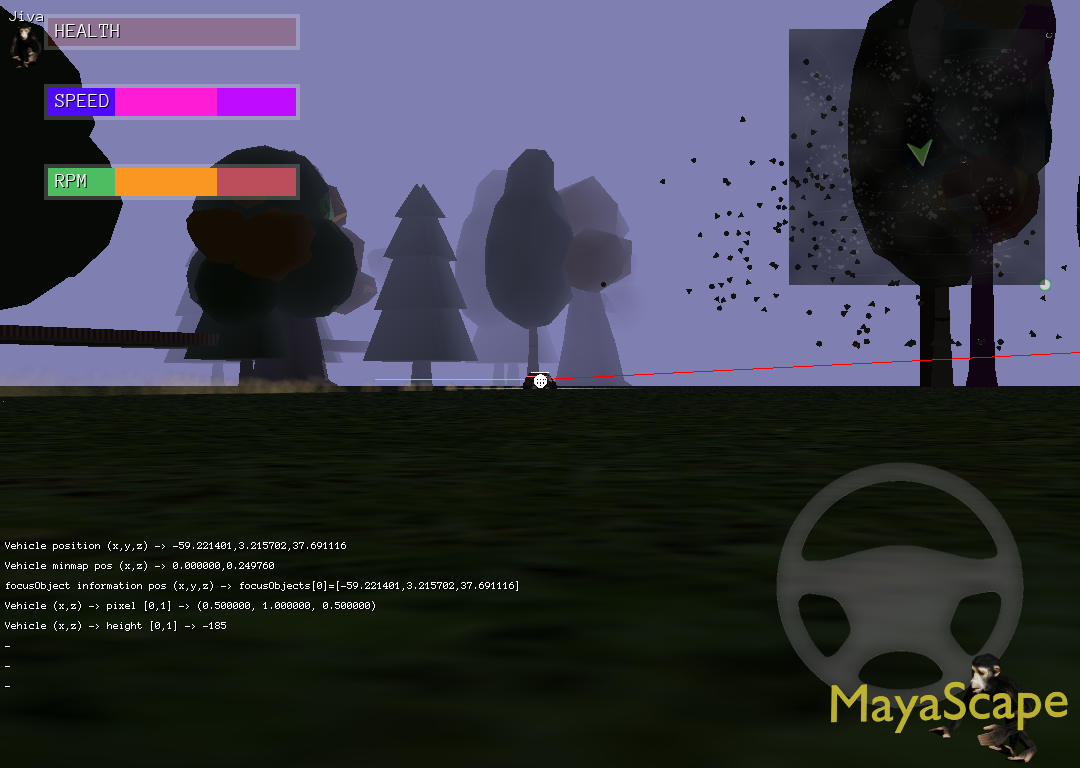 Jiva
HEALTH
SPEED
RPM
Vehicle position (x,y,z) -> -59.221401,3.215702,37.691116
Vehicle minmap pos (x,z) -> 0.000000,0.249760
focusObject information pos (x,y,z) -> focusObjects[0]=[-59.221401,3.215702,37.691116]
Vehicle (x,z) -> pixel [0,1] -> (0.500000, 1.000000, 0.500000)
Vehicle (x,z) -> height [0,1] -> -185
-
-
-
MayaScape